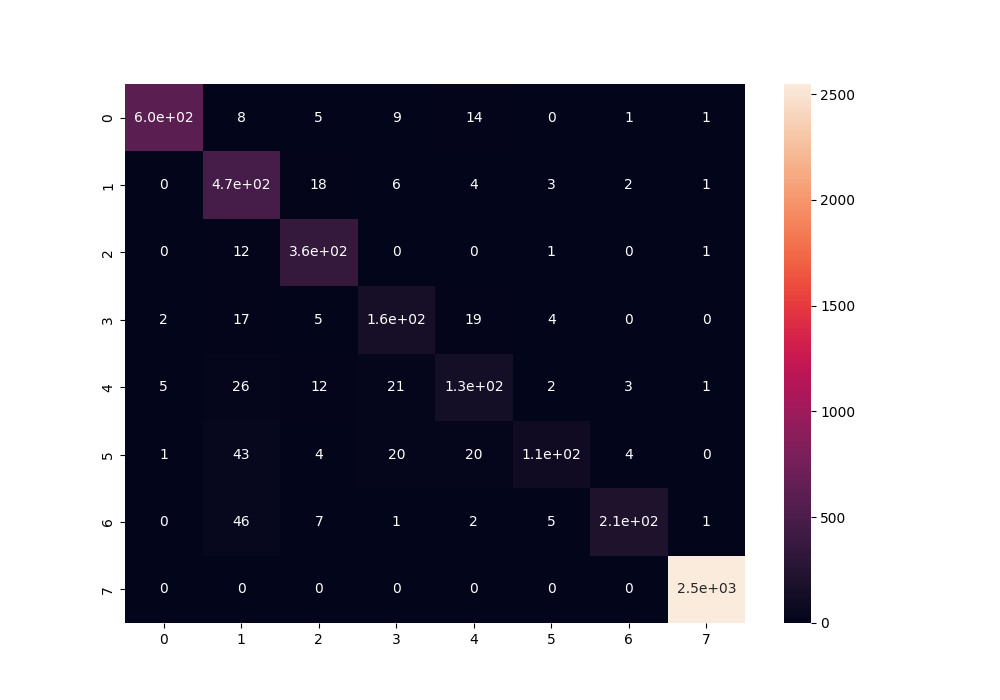 0 6.0e+02 8 5 9 14 0 1 1
1 0 4.7e+02 18 6 4 3 2 1
2 0 12 3.6e+02 0 0 1 0 1
3 2 17 5 1.6e+02 19 4 0 0
4 5 26 12 21 1.3e+02 2 3 1
5 1 43 4 20 20 1.1e+02 4 0
6 0 46 7 1 2 5 2.1e+02 1
7 0 0 0 0 0 0 0 2.5e+03
0 1 2 3 4 5 6 7
2500
2000
1500
1000
500
0